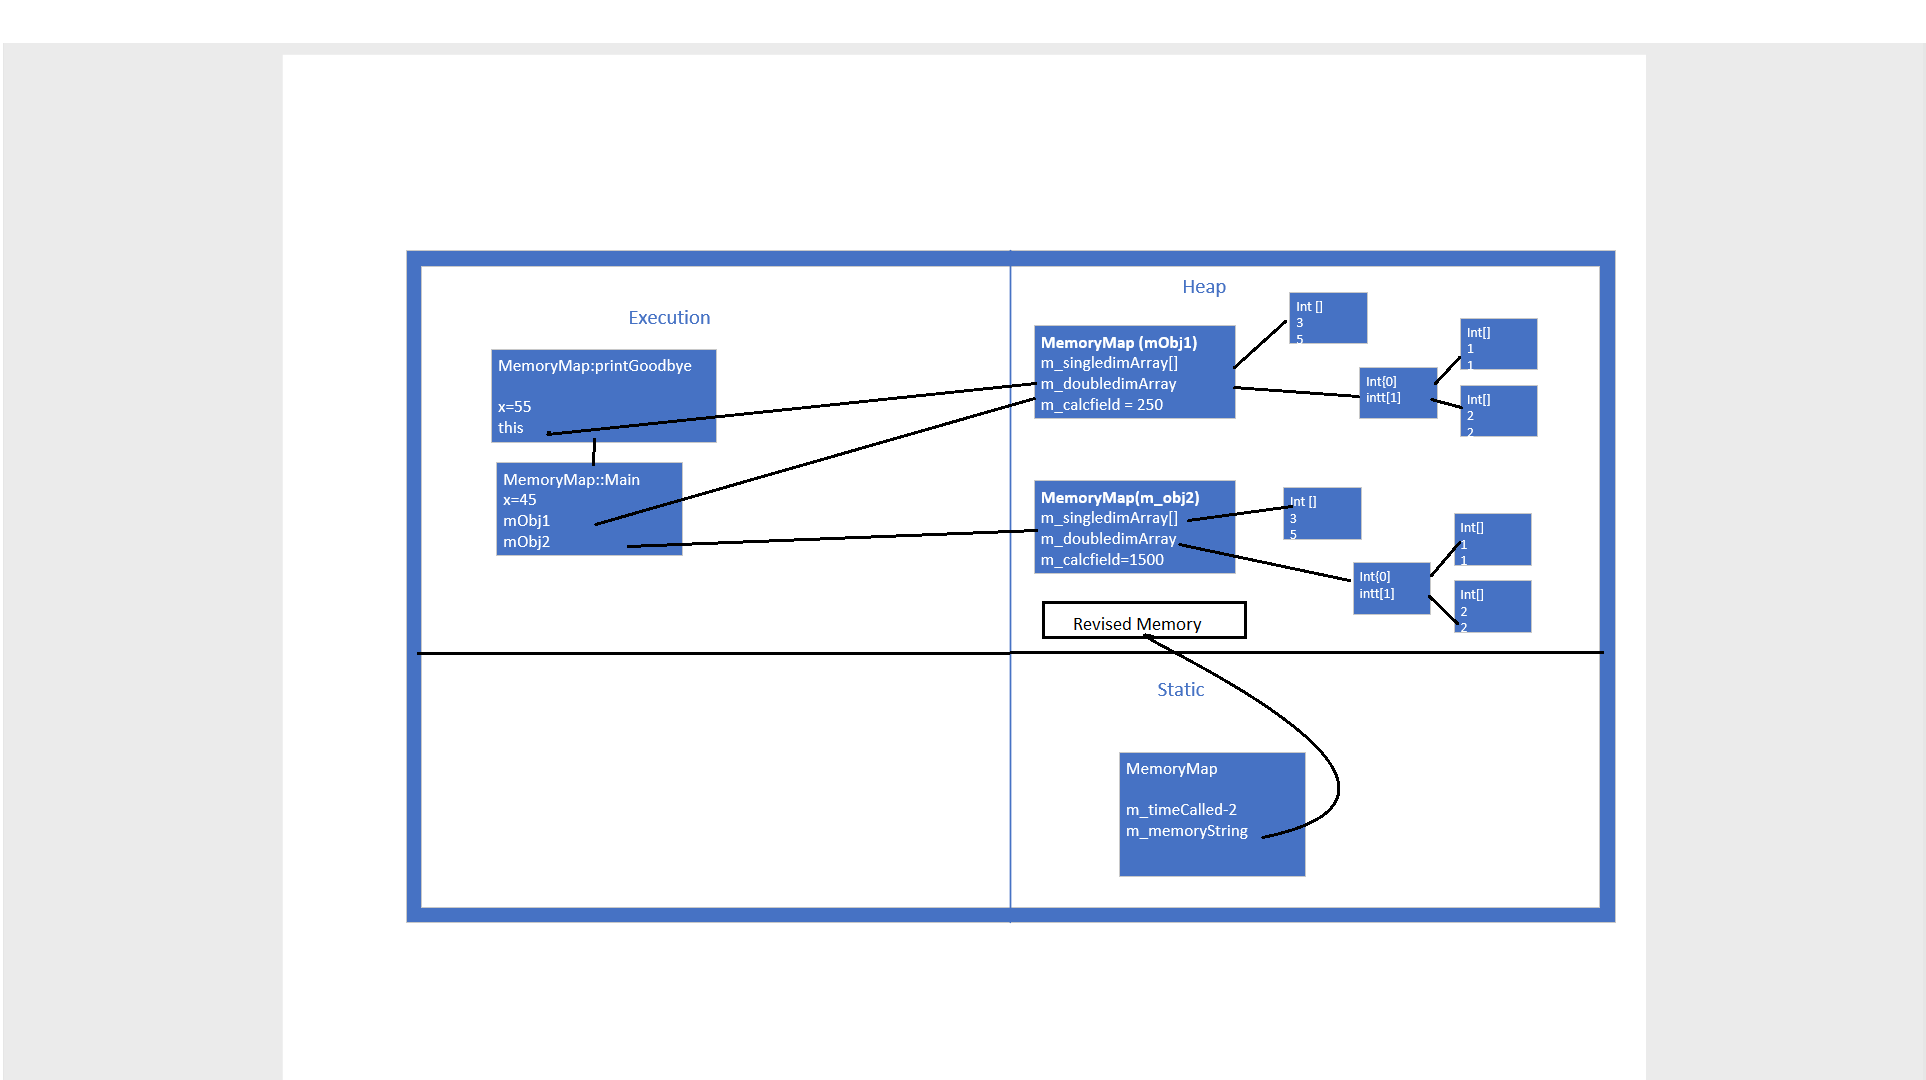 Execution
MemoryMap:printGoodbye
x=55
this
MemoryMap::Main
x=45
mObj1
mObj2
Heap
MemoryMap (mObj1)
m_singledimArray[]
m_doubledimArray
m_calcfield = 250
Int []
3
5
Int{0]
intt[1]
Int[]
1
1
Int[]
2
2
MemoryMap(m_obj2)
m_singledimArray[]
m_doubledimArray
m_calcfield=1500
Int []
3
5
Int{0]
intt[1]
Int[]
1
1
Int[]
2
2
Revised Memory
Static
MemoryMap
m_timeCalled-2
m_memoryString